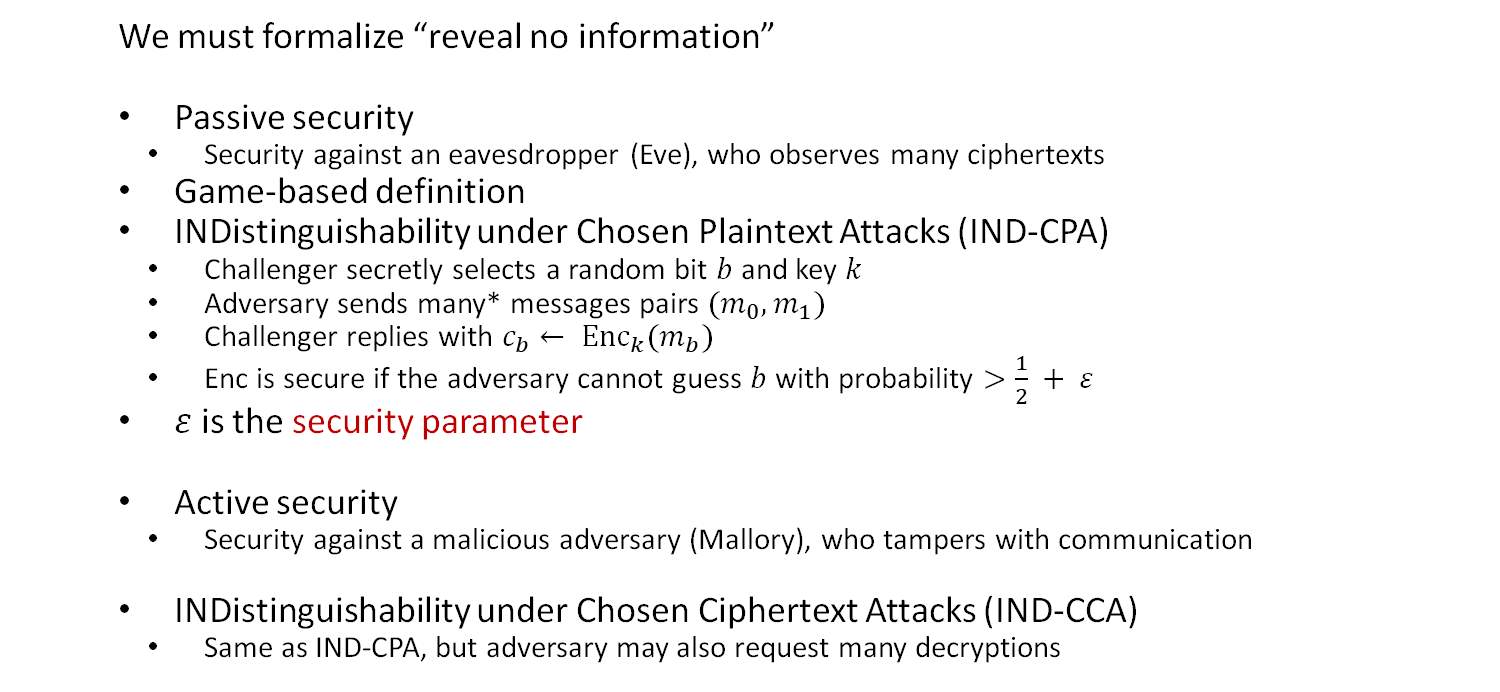 We must formalize “reveal no information”
• Passive security
• Security against an eavesdropper (Eve), who observes many ciphertexts
• Game-based definition
• INDistinguishability under Chosen Plaintext Attacks (IND-CPA)
• Challenger secretly selects a random bit b and key k
• Adversary sends many* messages pairs (m₀, m₁)
• Challenger replies with c_b ← Enc_k(m_b)
• Enc is secure if the adversary cannot guess b with probability > 1/2 + ε
• ε is the security parameter
• Active security
• Security against a malicious adversary (Mallory), who tampers with communication
• INDistinguishability under Chosen Ciphertext Attacks (IND-CCA)
• Same as IND-CPA, but adversary may also request many decryptions